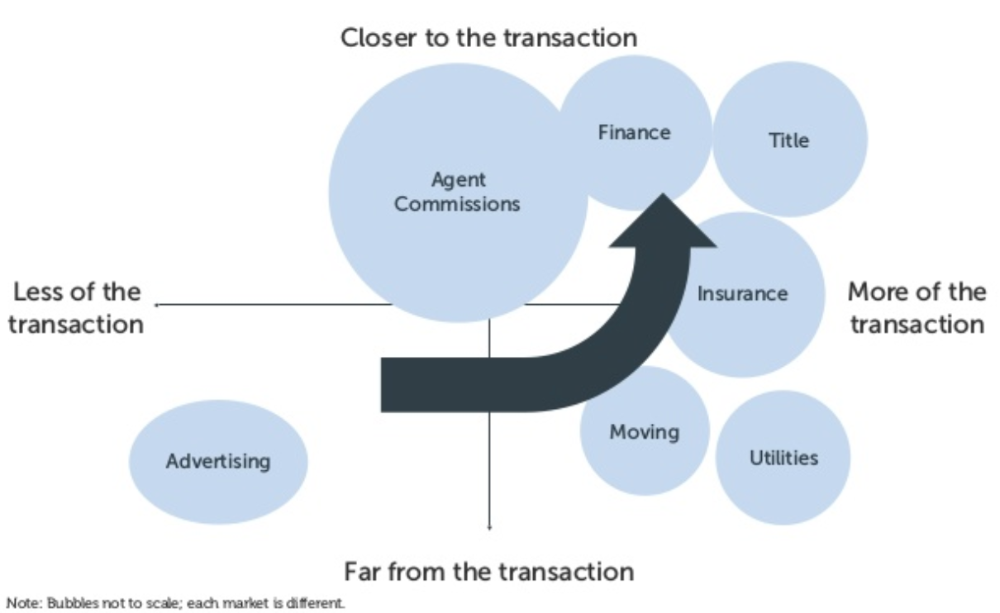 Closer to the transaction
Finance
Title
Agent
Commissions
Less of the
transaction
Insurance
More of the
transaction
Moving
Utilities
Advertising
Far from the transaction
Note: Bubbles not to scale; each market is different.